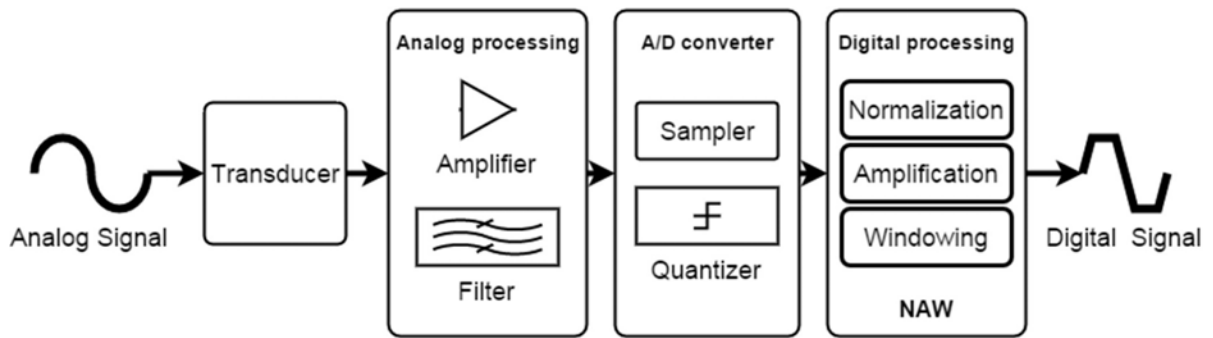 Analog Signal
Transducer
Analog processing
Amplifier
Filter
A/D converter
Sampler
Quantizer
Digital processing
Normalization
Amplification
Windowing
NAW
Digital Signal